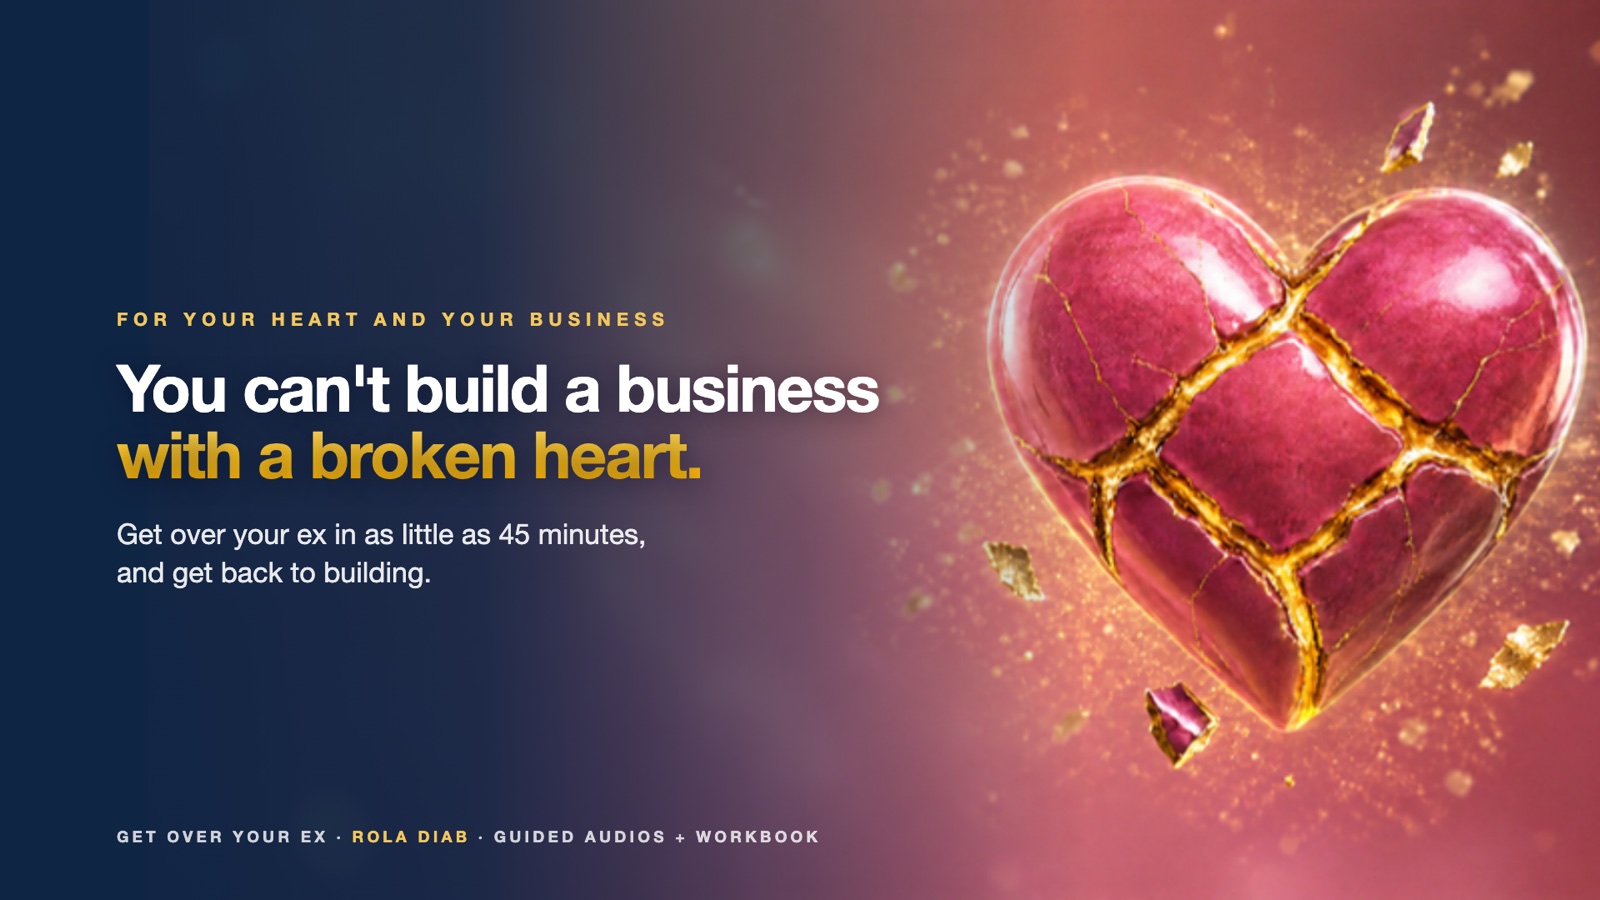 FOR YOUR HEART AND YOUR BUSINESS
You can't build a business
with a broken heart.
Get over your ex in as little as 45 minutes,
and get back to building.
GET OVER YOUR EX · ROLA DIAB · GUIDED AUDIOS + WORKBOOK